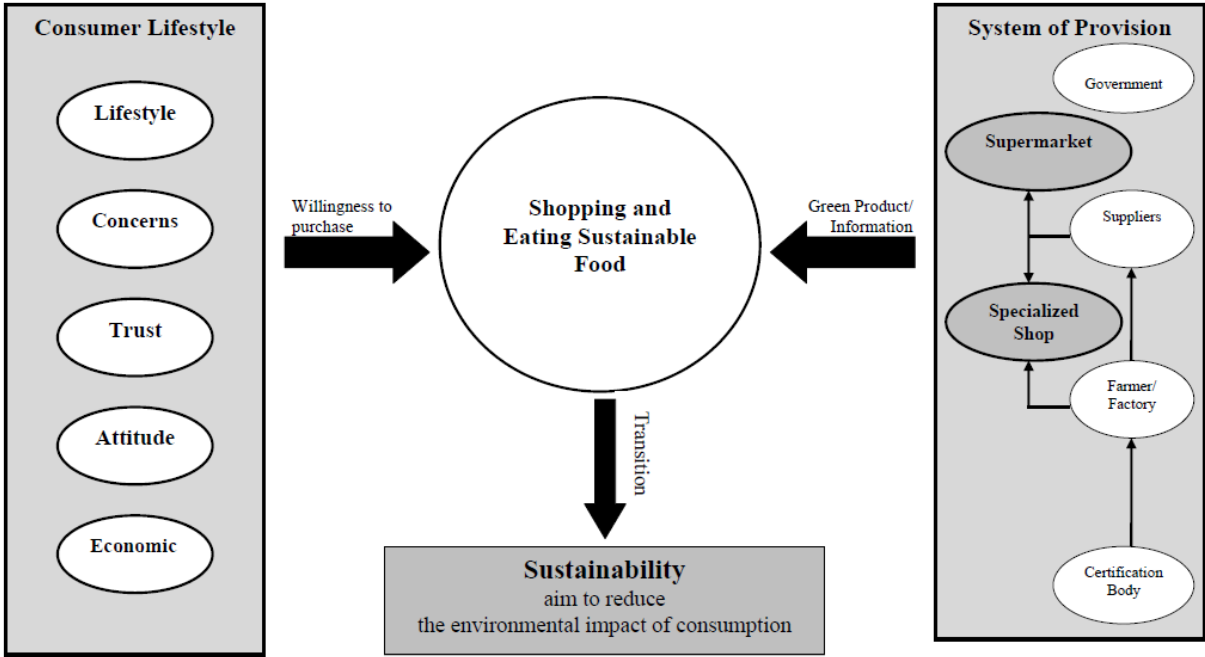 Consumer Lifestyle
Lifestyle
Concerns
Trust
Attitude
Economic
Willingness to
purchase
Shopping and
Eating Sustainable
Food
Green Product/
Information
Transition
Sustainability
aim to reduce
the environmental impact of consumption
System of Provision
Government
Supermarket
Suppliers
Specialized
Shop
Farmer/
Factory
Certification
Body